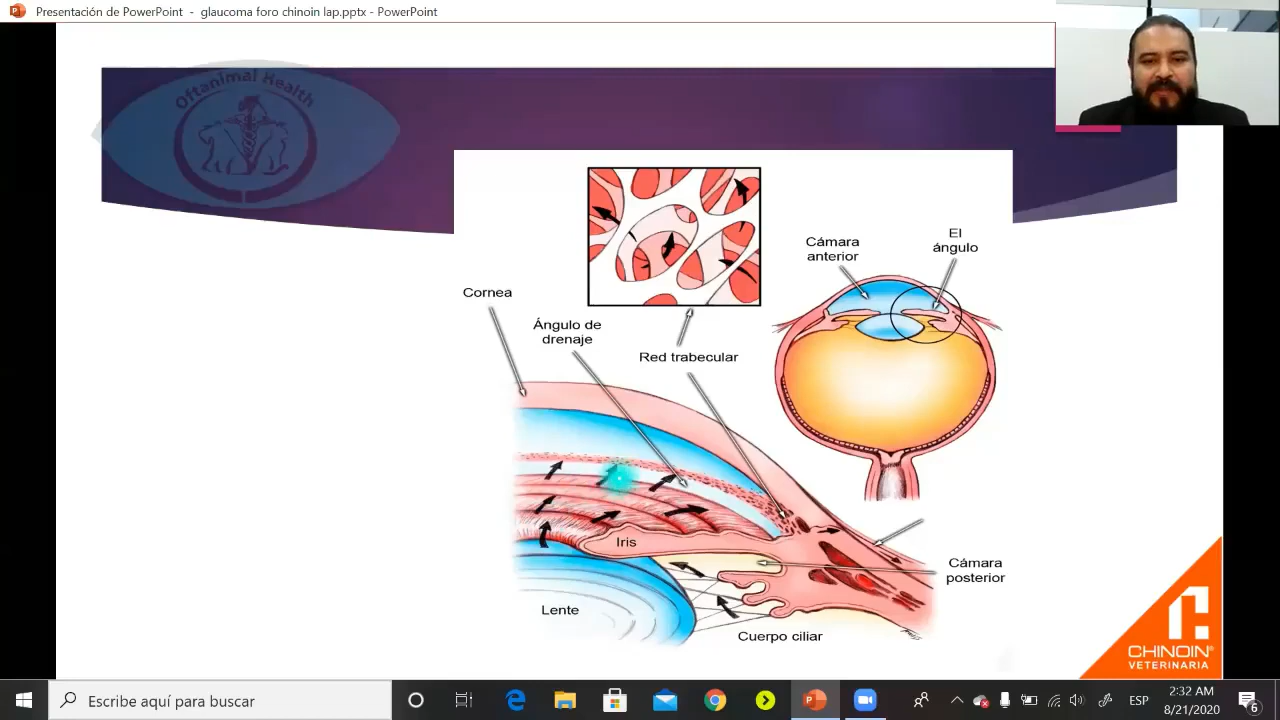 Presentación de PowerPoint - glaucoma foro chinoin lap.pptx - PowerPoint
Oftanimal Health
Cámara
anterior
El
ángulo
Cornea
Ángulo de
drenaje
Red trabecular
Iris
Lente
Cámara
posterior
Cuerpo ciliar
CHINOIN®
VETERINARIA
Escribe aquí para buscar
ESP
2:32 AM
8/21/2020
6